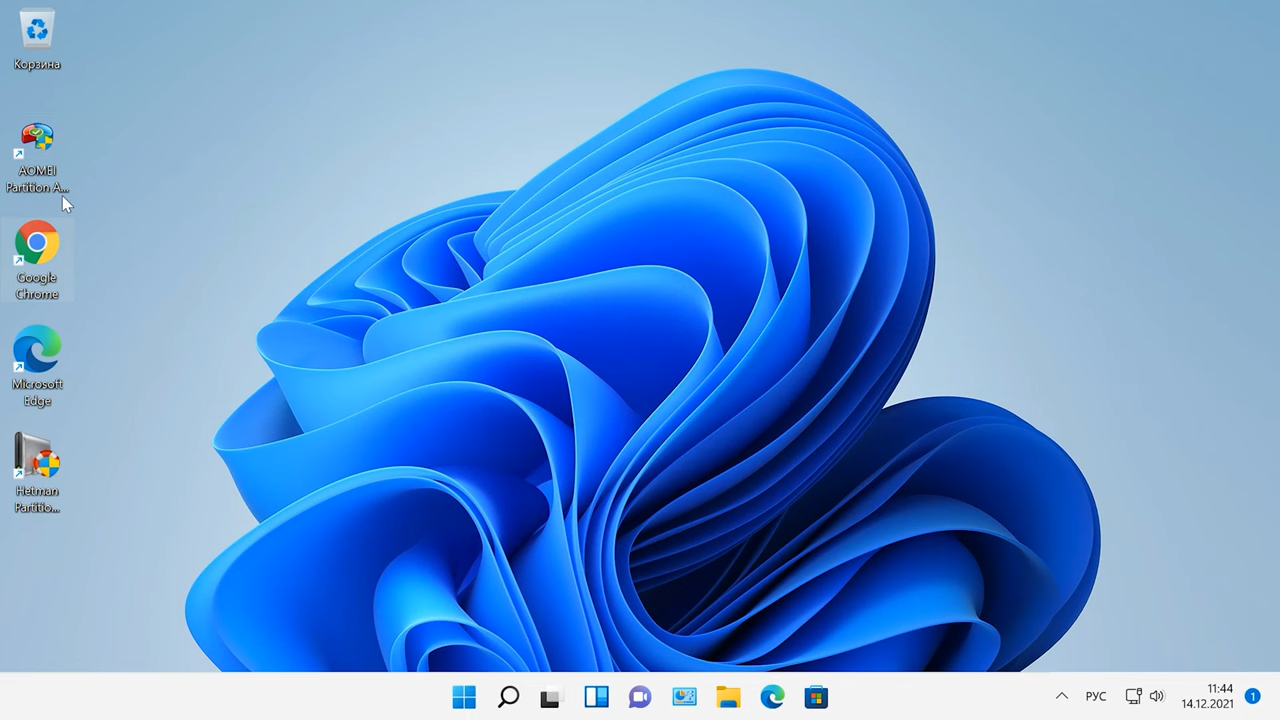 Корзина
AOMEI
Partition A...
Google
Chrome
Microsoft
Edge
Hetman
Partitio...
РУС
11:44
14.12.2021
1